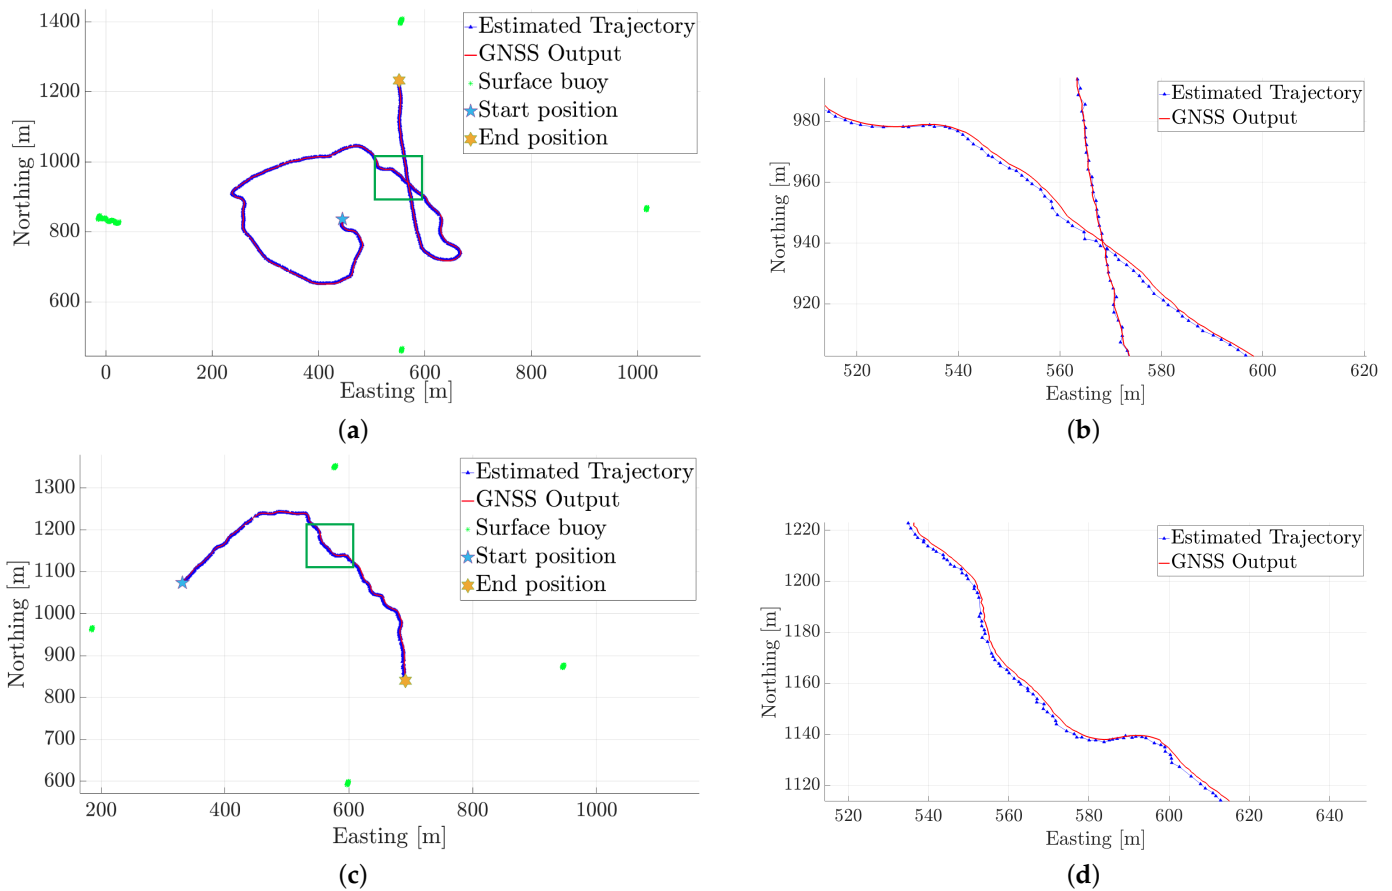 1400
1200
1000
800
600
Northing [m]
0
200
400
600
800
1000
Easting [m]
Estimated Trajectory
GNSS Output
Surface buoy
Start position
End position
(a)
980
960
940
920
Northing [m]
520
540
560
580
600
620
Easting [m]
Estimated Trajectory
GNSS Output
(b)
1300
1200
1100
1000
900
800
700
600
Northing [m]
200
400
600
800
1000
Easting [m]
Estimated Trajectory
GNSS Output
Surface buoy
Start position
End position
(c)
1220
1200
1180
1160
1140
1120
Northing [m]
520
540
560
580
600
620
640
Easting [m]
Estimated Trajectory
GNSS Output
(d)